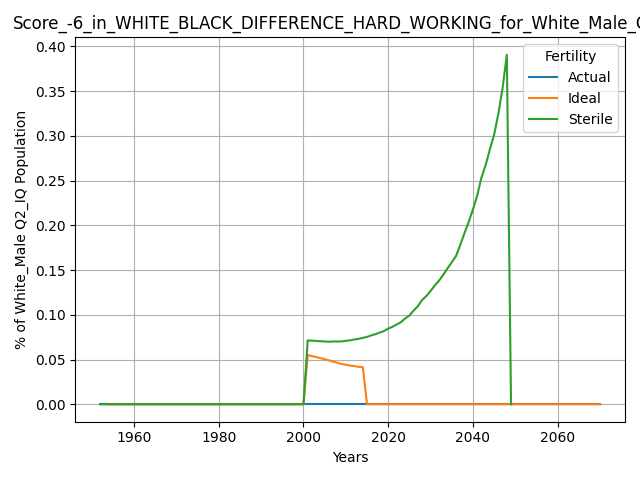 Score_-6_in_WHITE_BLACK_DIFFERENCE_HARD_WORKING_for_White_Male_
Fertility
Actual
Ideal
Sterile
% of White_Male Q2_IQ Population
0.40
0.35
0.30
0.25
0.20
0.15
0.10
0.05
0.00
1960 1980 2000 2020 2040 2060
Years